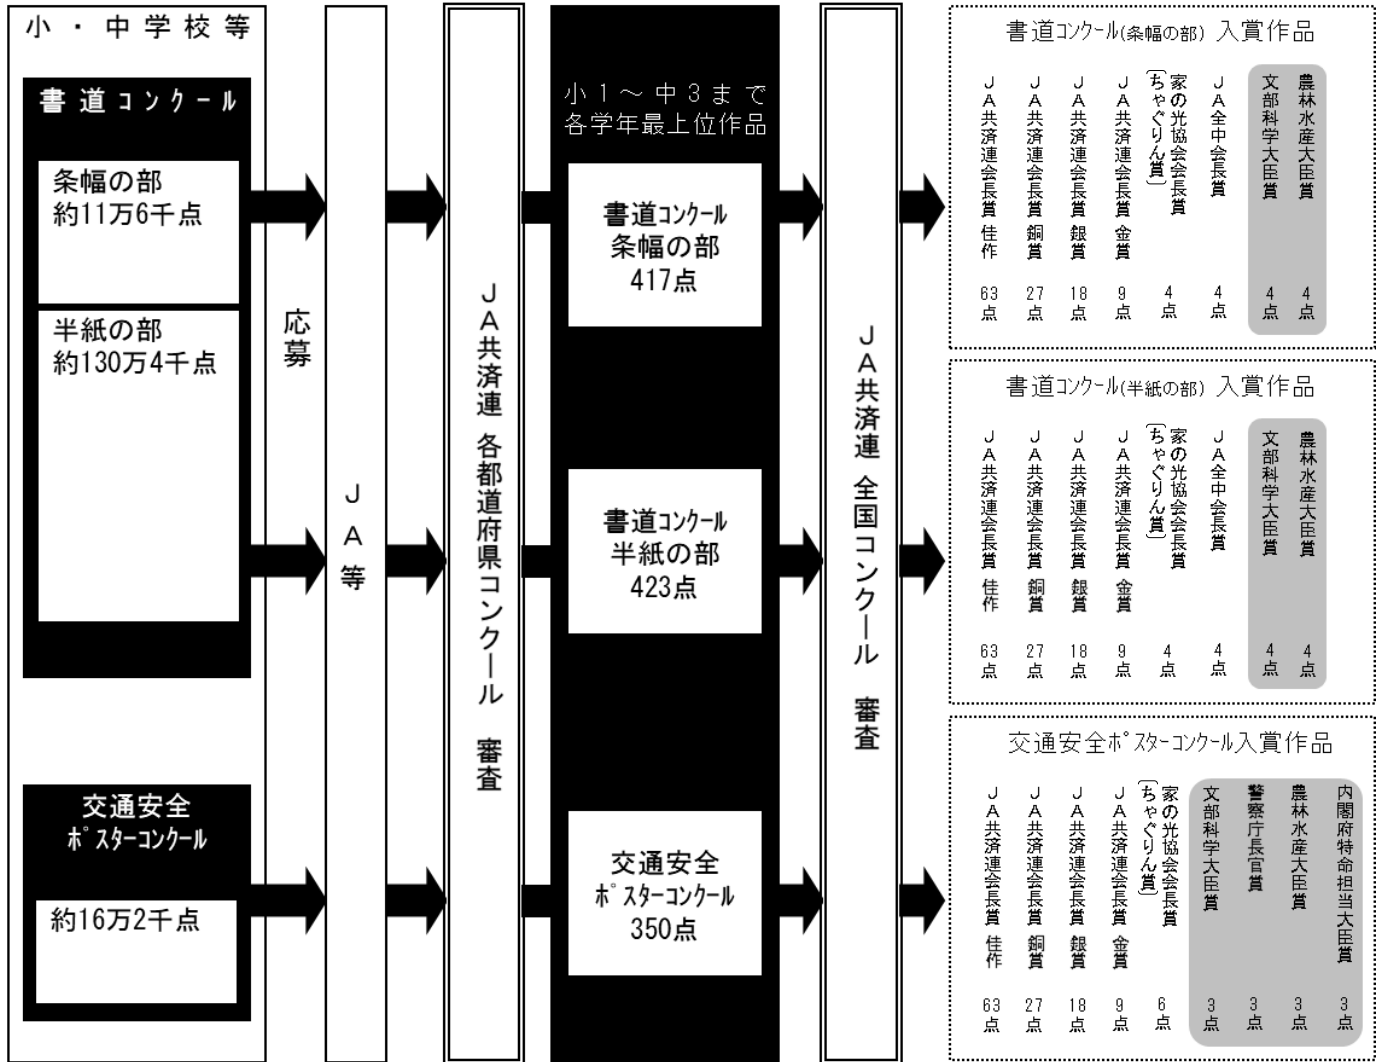 小・中学校等
書道コンクール
条幅の部
約11万6千点
半紙の部
約130万4千点
交通安全
ポスターコンクール
約16万2千点
応募
JA等
JA共済連 各都道府県コンクール 審査
小1～中3まで
各学年最上位作品
書道コンクール
条幅の部
417点
書道コンクール
半紙の部
423点
交通安全
ポスターコンクール
350点
JA共済連 全国コンクール 審査
書道コンクール(条幅の部) 入賞作品
農林水産大臣賞 4点
文部科学大臣賞 4点
JA全中会長賞 4点
家の光協会会長賞
〔ちゃぐりん賞〕 4点
JA共済連会長賞 金賞 9点
JA共済連会長賞 銀賞 18点
JA共済連会長賞 銅賞 27点
JA共済連会長賞 佳作 63点
書道コンクール(半紙の部) 入賞作品
農林水産大臣賞 4点
文部科学大臣賞 4点
JA全中会長賞 4点
家の光協会会長賞
〔ちゃぐりん賞〕 4点
JA共済連会長賞 金賞 9点
JA共済連会長賞 銀賞 18点
JA共済連会長賞 銅賞 27点
JA共済連会長賞 佳作 63点
交通安全ポスターコンクール入賞作品
内閣府特命担当大臣賞 3点
農林水産大臣賞 3点
警察庁長官賞 3点
文部科学大臣賞 3点
家の光協会会長賞
〔ちゃぐりん賞〕 6点
JA共済連会長賞 金賞 9点
JA共済連会長賞 銀賞 18点
JA共済連会長賞 銅賞 27点
JA共済連会長賞 佳作 63点